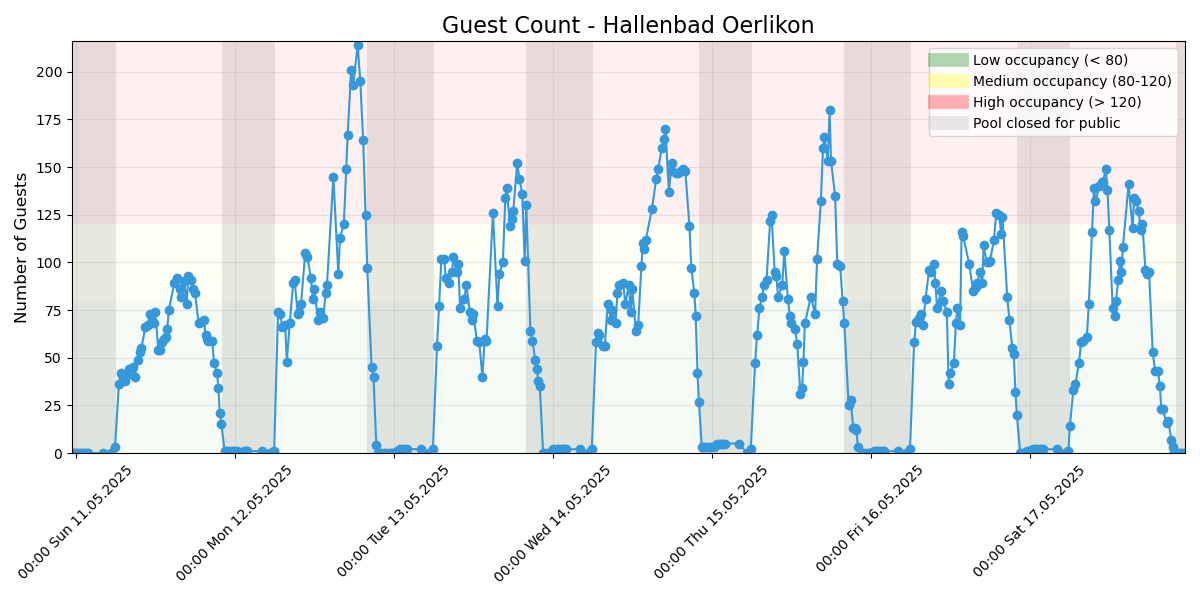 Guest Count - Hallenbad Oerlikon
Number of Guests
200
175
150
125
100
75
50
25
0
Low occupancy (< 80)
Medium occupancy (80-120)
High occupancy (> 120)
Pool closed for public
00:00 Sun 11.05.2025
00:00 Mon 12.05.2025
00:00 Tue 13.05.2025
00:00 Wed 14.05.2025
00:00 Thu 15.05.2025
00:00 Fri 16.05.2025
00:00 Sat 17.05.2025